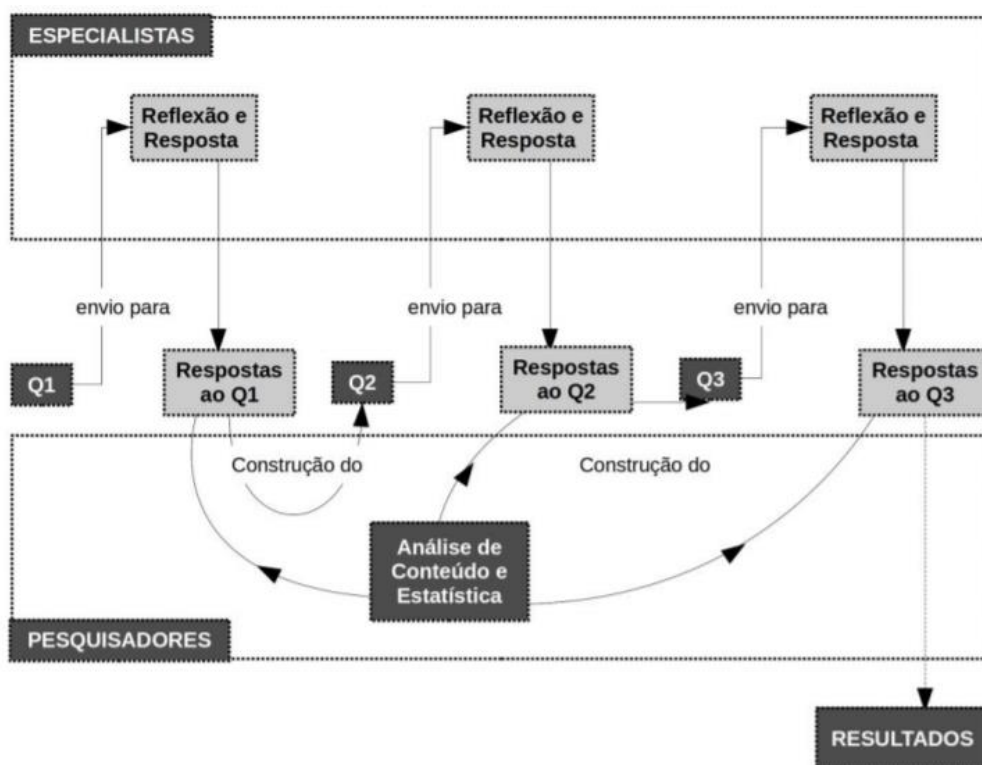 ESPECIALISTAS
Reflexão e
Resposta
Reflexão e
Resposta
Reflexão e
Resposta
envio para
envio para
envio para
Q1
Respostas
ao Q1
Q2
Respostas
ao Q2
Q3
Respostas
ao Q3
Construção do
Construção do
Análise de
Conteúdo e
Estatística
PESQUISADORES
RESULTADOS